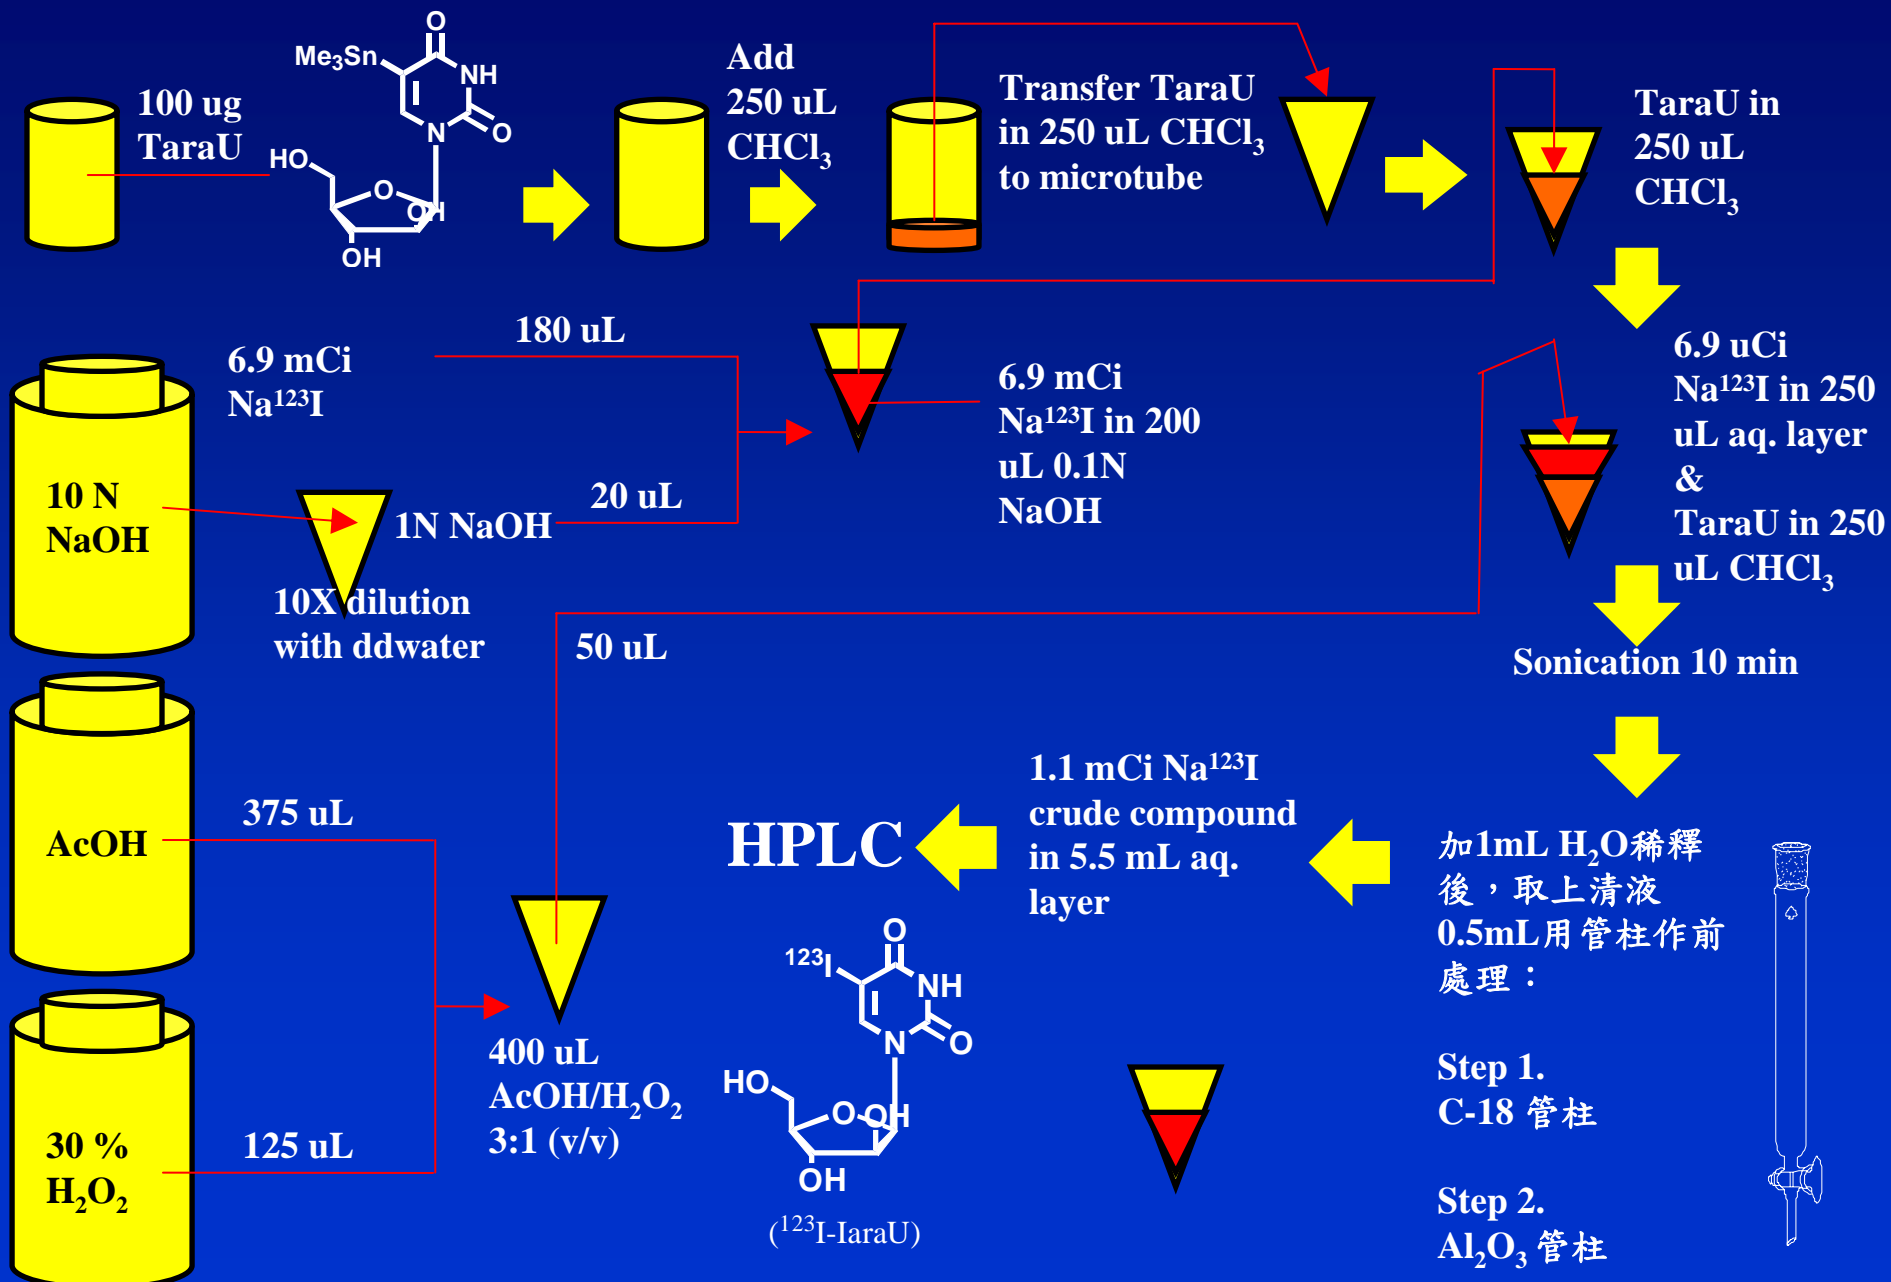 100 ug
TaraU
Me₃Sn
O
NH
N
O
HO
O
OH
OH
Add
250 uL
CHCl₃
Transfer TaraU
in 250 uL CHCl₃
to microtube
TaraU in
250 uL
CHCl₃
6.9 mCi
Na¹²³I
180 uL
10 N
NaOH
1N NaOH
20 uL
10X dilution
with ddwater
6.9 mCi
Na¹²³I in 200
uL 0.1N
NaOH
6.9 uCi
Na¹²³I in 250
uL aq. layer
&
TaraU in 250
uL CHCl₃
50 uL
Sonication 10 min
AcOH
375 uL
30 %
H₂O₂
125 uL
400 uL
AcOH/H₂O₂
3:1 (v/v)
加1mL H₂O稀釋
後，取上清液
0.5mL用管柱作前
處理：
Step 1.
C-18 管柱
Step 2.
Al₂O₃ 管柱
1.1 mCi Na¹²³I
crude compound
in 5.5 mL aq.
layer
HPLC
¹²³I
O
NH
N
O
HO
O
OH
OH
(¹²³I-IaraU)